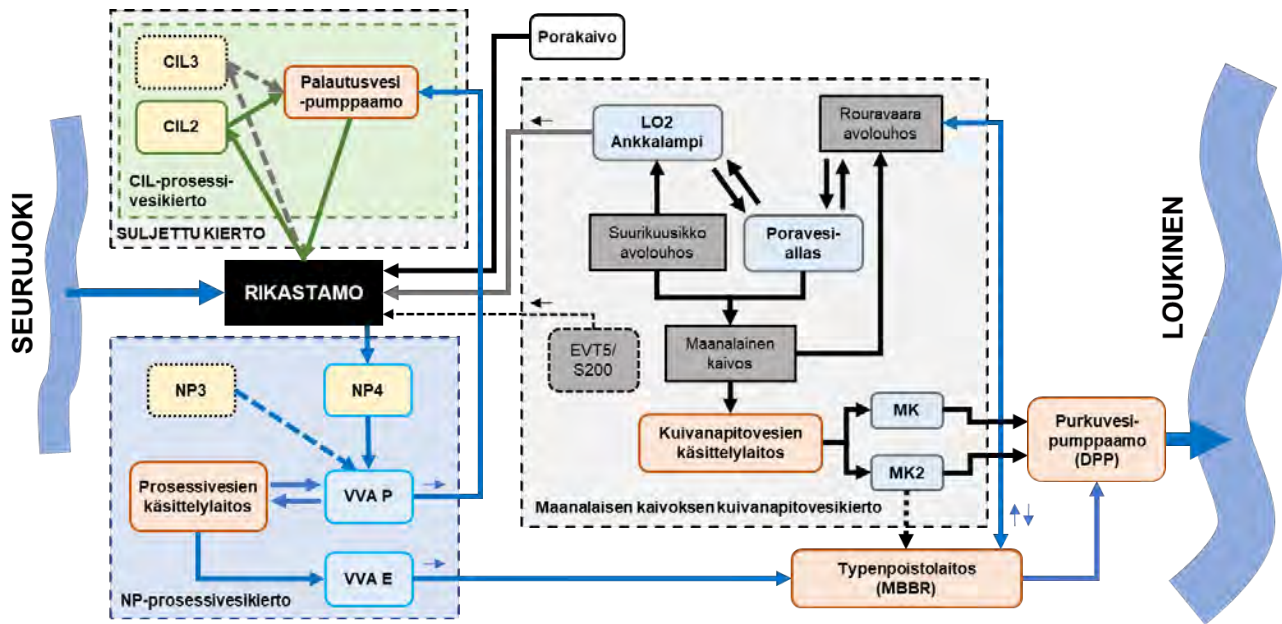 SEURUJOKI
CIL3
CIL2
Palautusvesi
-pumppaamo
CIL-prosessi-
vesikierto
SULJETTU KIERTO
Porakaivo
RIKASTAMO
LO2
Ankkalampi
Rouravaara
avolouhos
Suurikuusikko
avolouhos
Poravesi-
allas
EVT5/
S200
Maanalainen
kaivos
Kuivanapitovesien
käsittelylaitos
MK
MK2
Maanalaisen kaivoksen kuivanapitovesikierto
Purkuvesi-
pumppaamo
(DPP)
LOUKINEN
NP3
NP4
Prosessivesien
käsittelylaitos
VVA P
VVA E
NP-prosessivesikierto
Typenpoistolaitos
(MBBR)